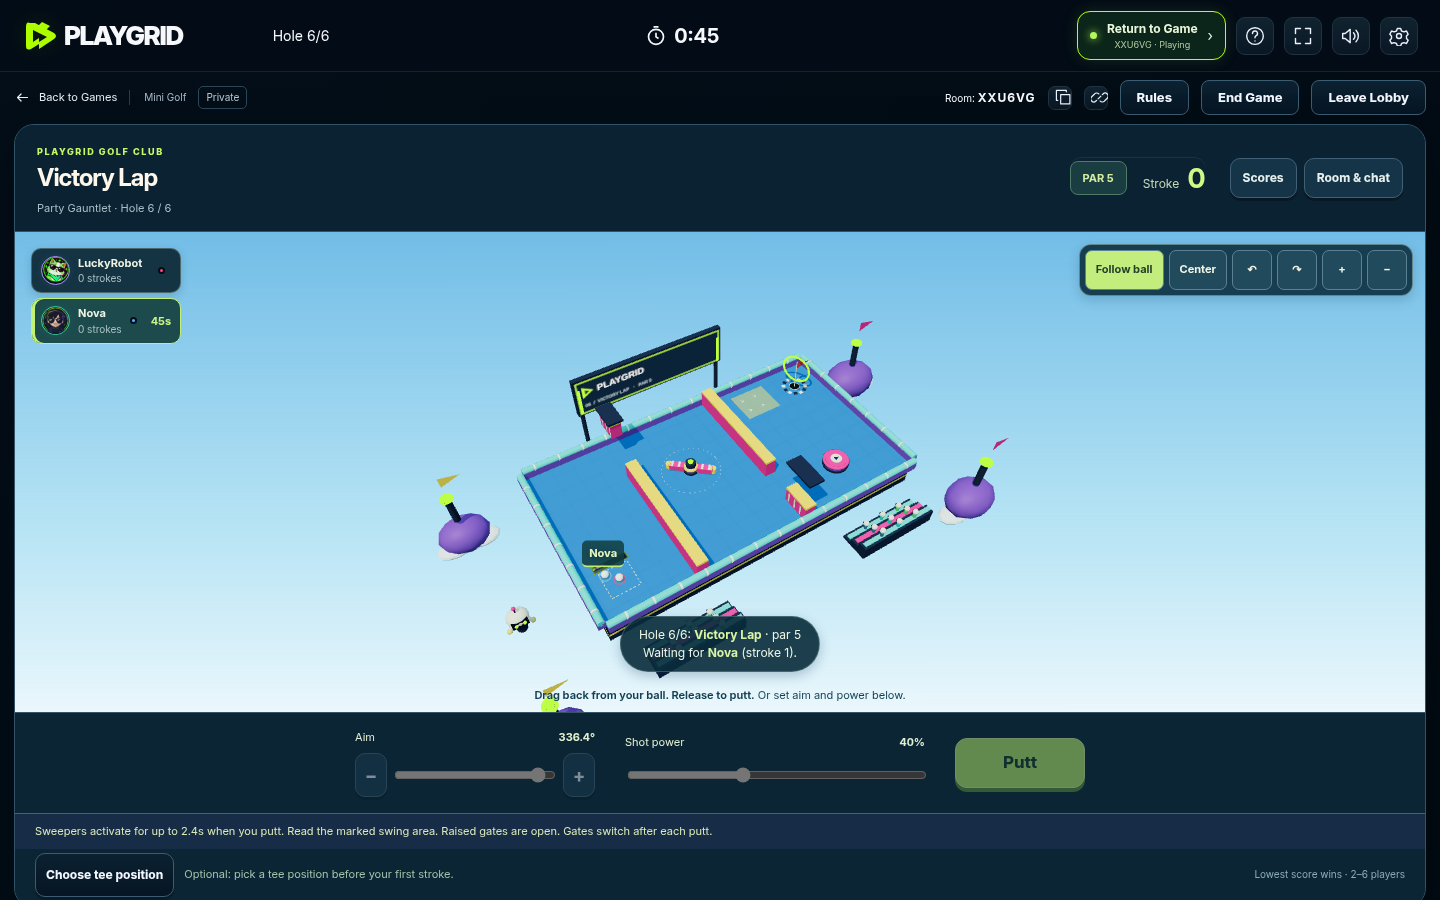 PLAYGRID
Hole 6/6
0:45
Return to Game
XXU6VG · Playing
Back to Games
Mini Golf
Private
Room: XXU6VG
Rules
End Game
Leave Lobby
PLAYGRID GOLF CLUB
Victory Lap
Party Gauntlet · Hole 6 / 6
PAR 5
Stroke 0
Scores
Room & chat
LuckyRobot
0 strokes
Nova
0 strokes
45s
Follow ball
Center
PLAYGRID
VICTORY LAP · PAR 5
Nova
Hole 6/6: Victory Lap · par 5
Waiting for Nova (stroke 1).
Drag back from your ball. Release to putt. Or set aim and power below.
Aim
336.4°
Shot power
40%
Putt
Sweepers activate for up to 2.4s when you putt. Read the marked swing area. Raised gates are open. Gates switch after each putt.
Choose tee position
Optional: pick a tee position before your first stroke.
Lowest score wins · 2–6 players